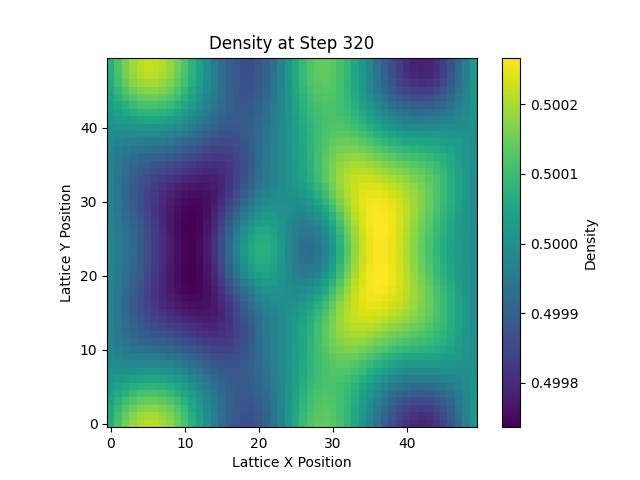 Density at Step 320
Lattice Y Position
40
30
20
10
0
0 10 20 30 40
Lattice X Position
0.5002
0.5001
0.5000
0.4999
0.4998
Density